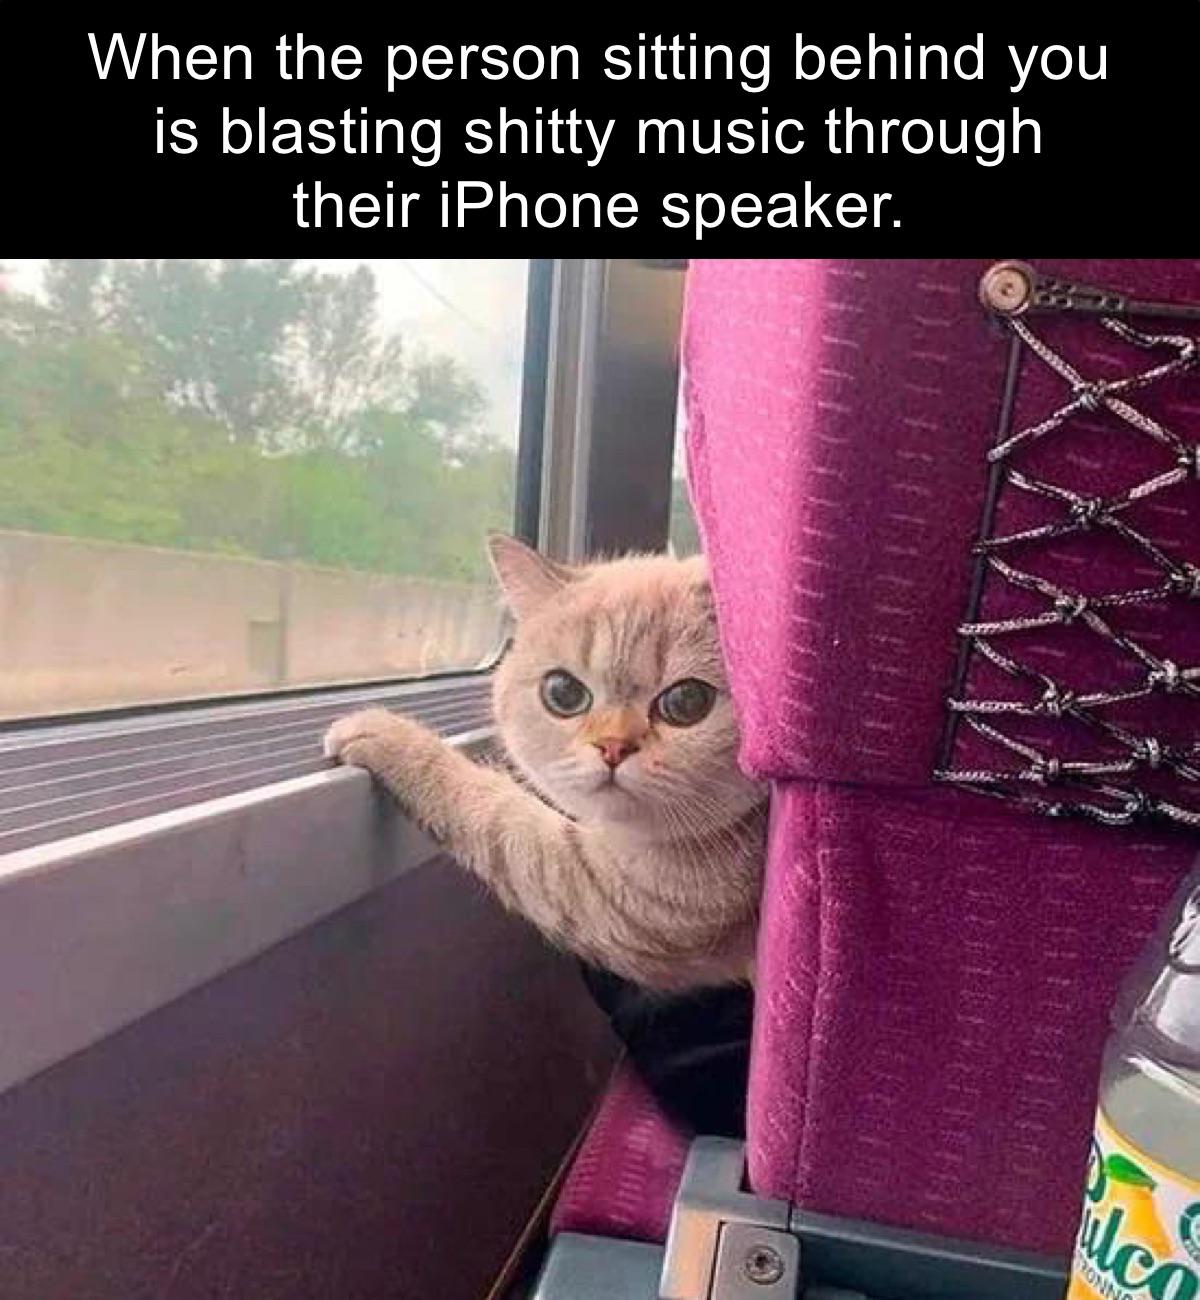 When the person sitting behind you
is blasting shitty music through
their iPhone speaker.